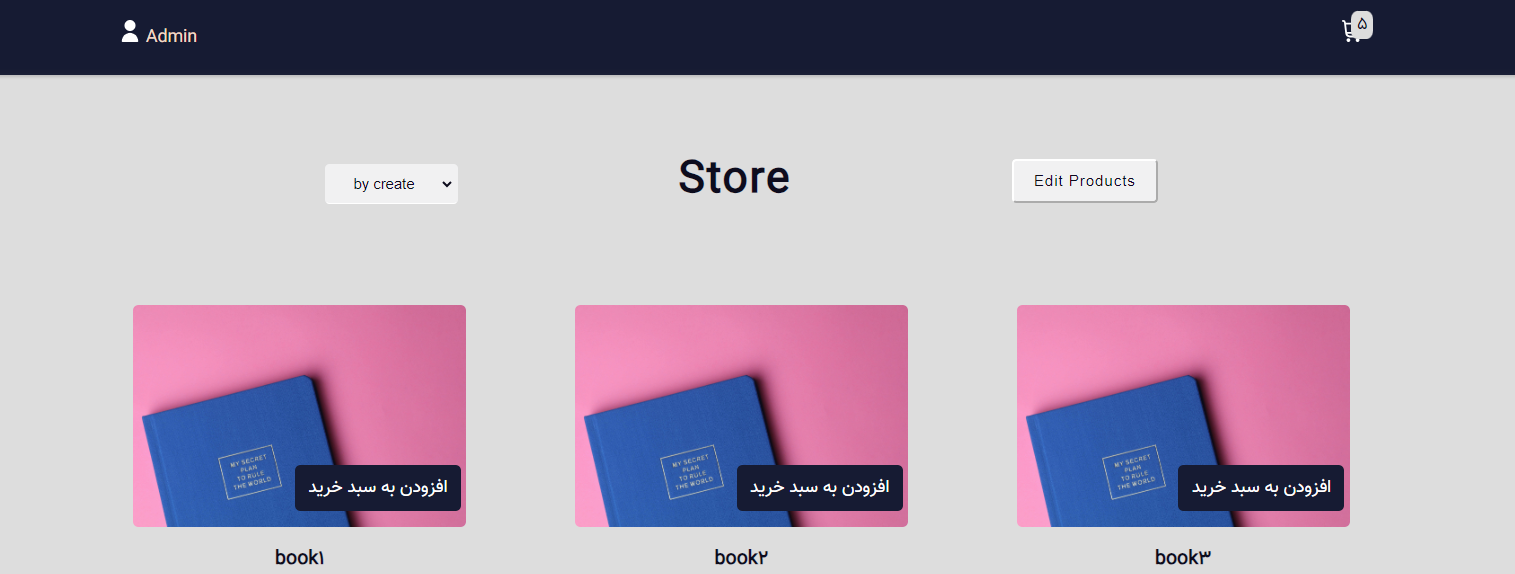 Admin
۵
by create
Store
Edit Products
MY SECRET
PLAN
TO RULE
THE WORLD
افزودن به سبد خرید
MY SECRET
PLAN
TO RULE
THE WORLD
افزودن به سبد خرید
MY SECRET
PLAN
TO RULE
THE WORLD
افزودن به سبد خرید
book۱
book۲
book۳